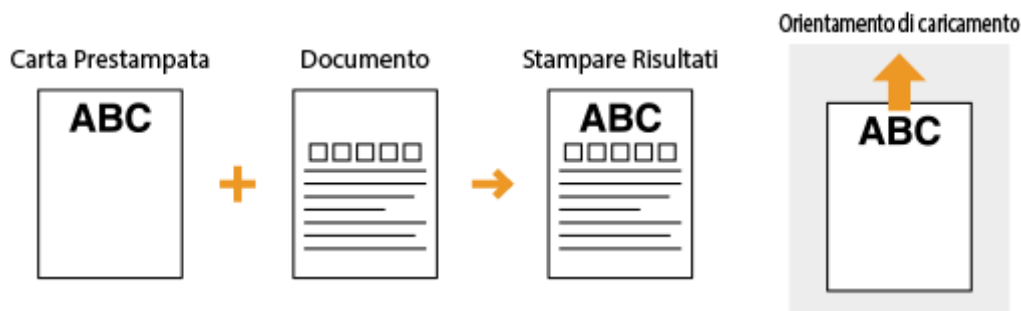 Orientamento di caricamento
Carta Prestampata
Documento
Stampare Risultati
ABC
ABC
ABC